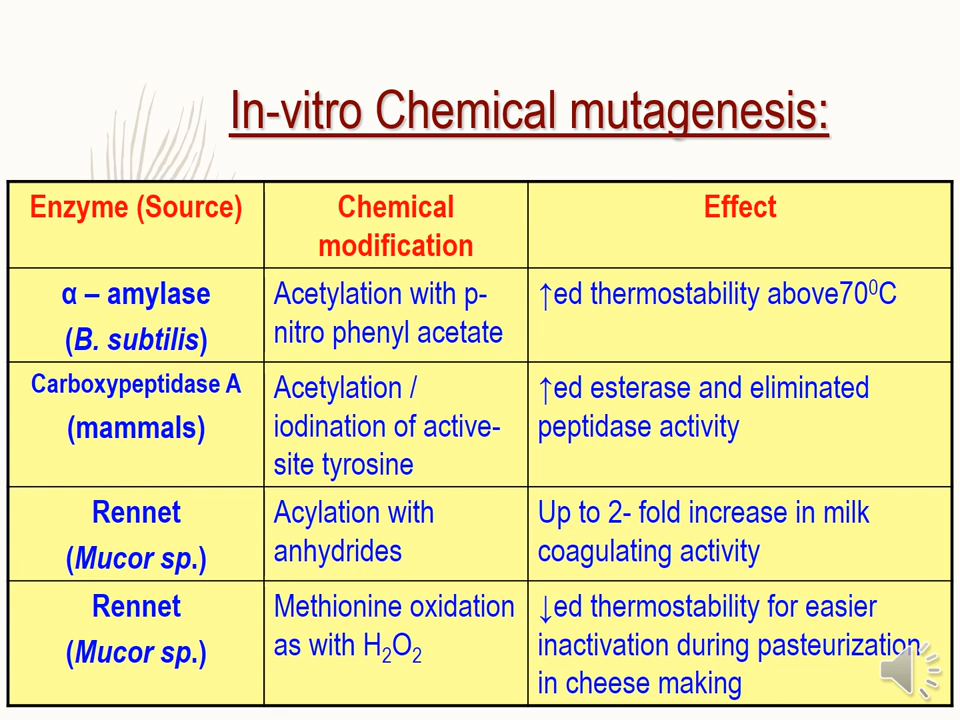 In-vitro Chemical mutagenesis:
Enzyme (Source)
Chemical
modification
Effect
α – amylase
(B. subtilis)
Acetylation with p-
nitro phenyl acetate
↑ed thermostability above70⁰C
Carboxypeptidase A
(mammals)
Acetylation /
iodination of active-
site tyrosine
↑ed esterase and eliminated
peptidase activity
Rennet
(Mucor sp.)
Acylation with
anhydrides
Up to 2- fold increase in milk
coagulating activity
Rennet
(Mucor sp.)
Methionine oxidation
as with H₂O₂
↓ed thermostability for easier
inactivation during pasteurization
in cheese making